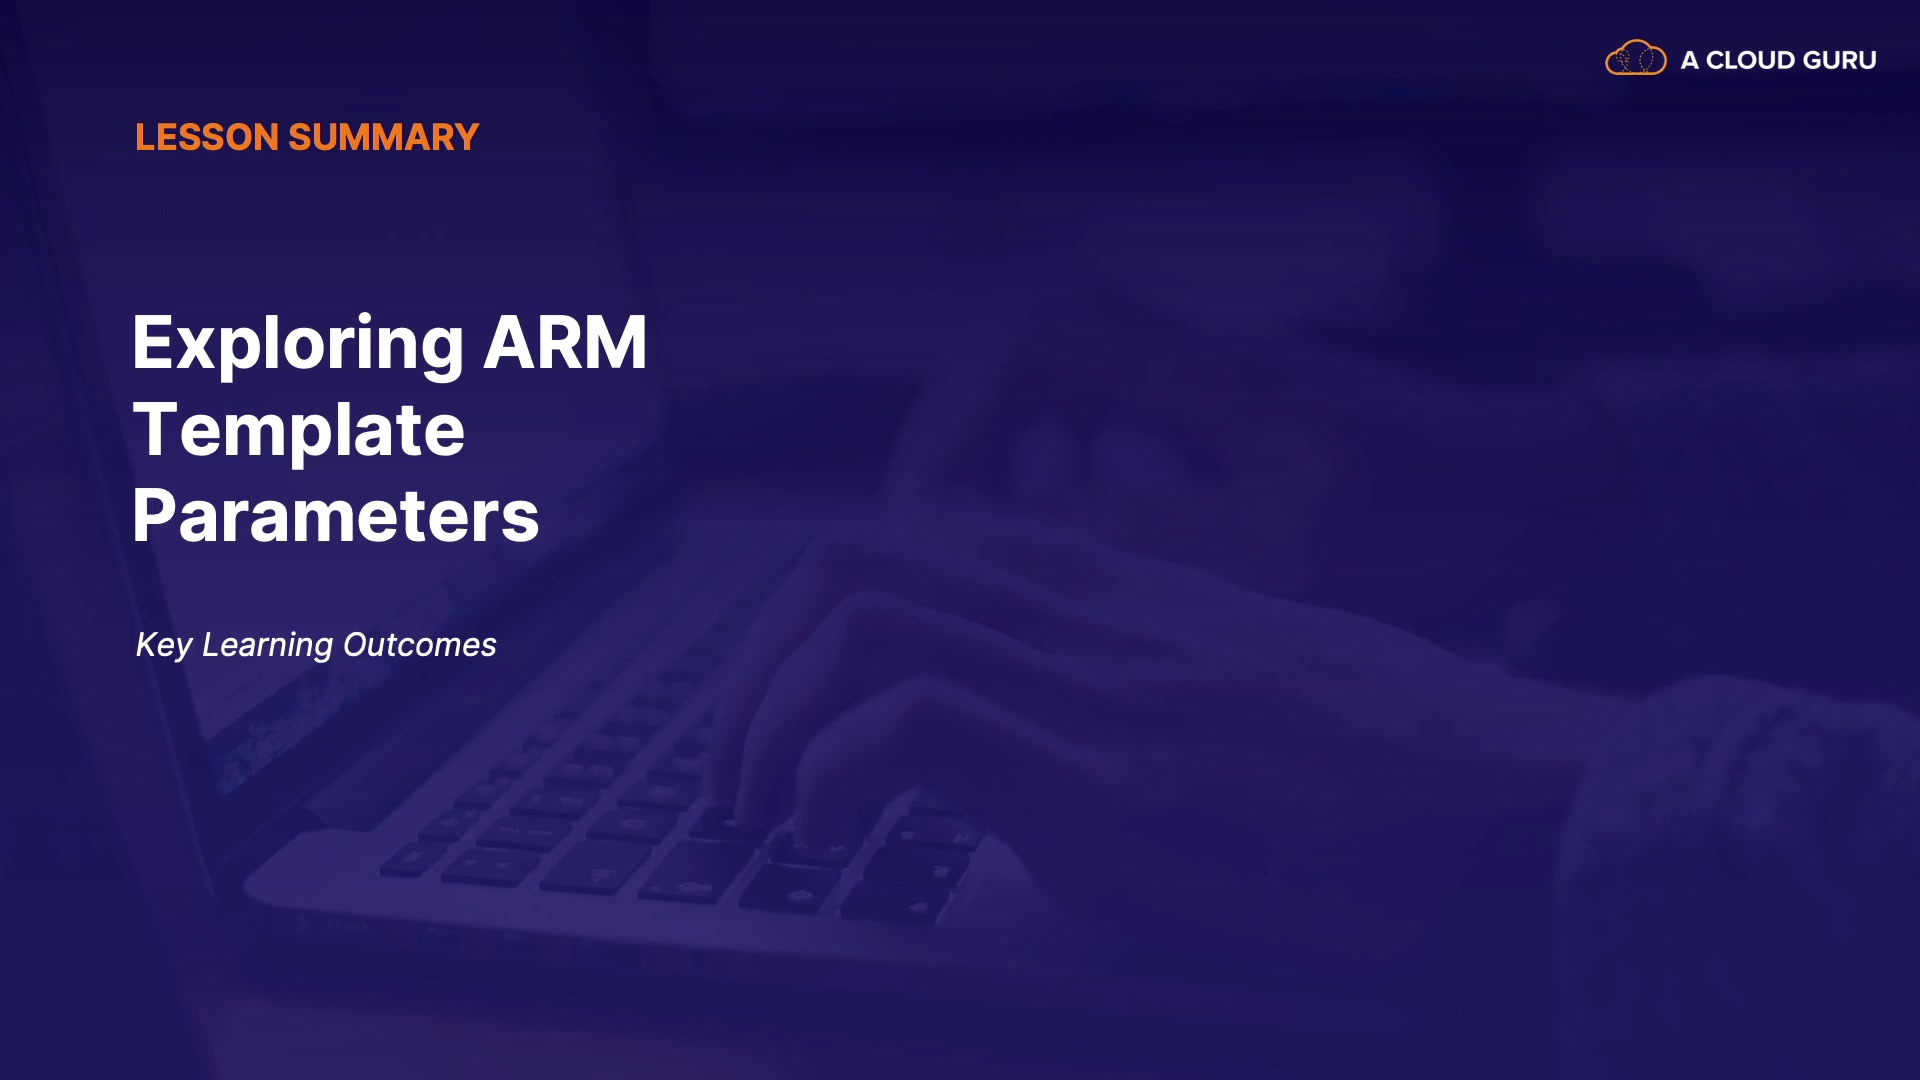 A CLOUD GURU
LESSON SUMMARY
Exploring ARM
Template
Parameters
Key Learning Outcomes